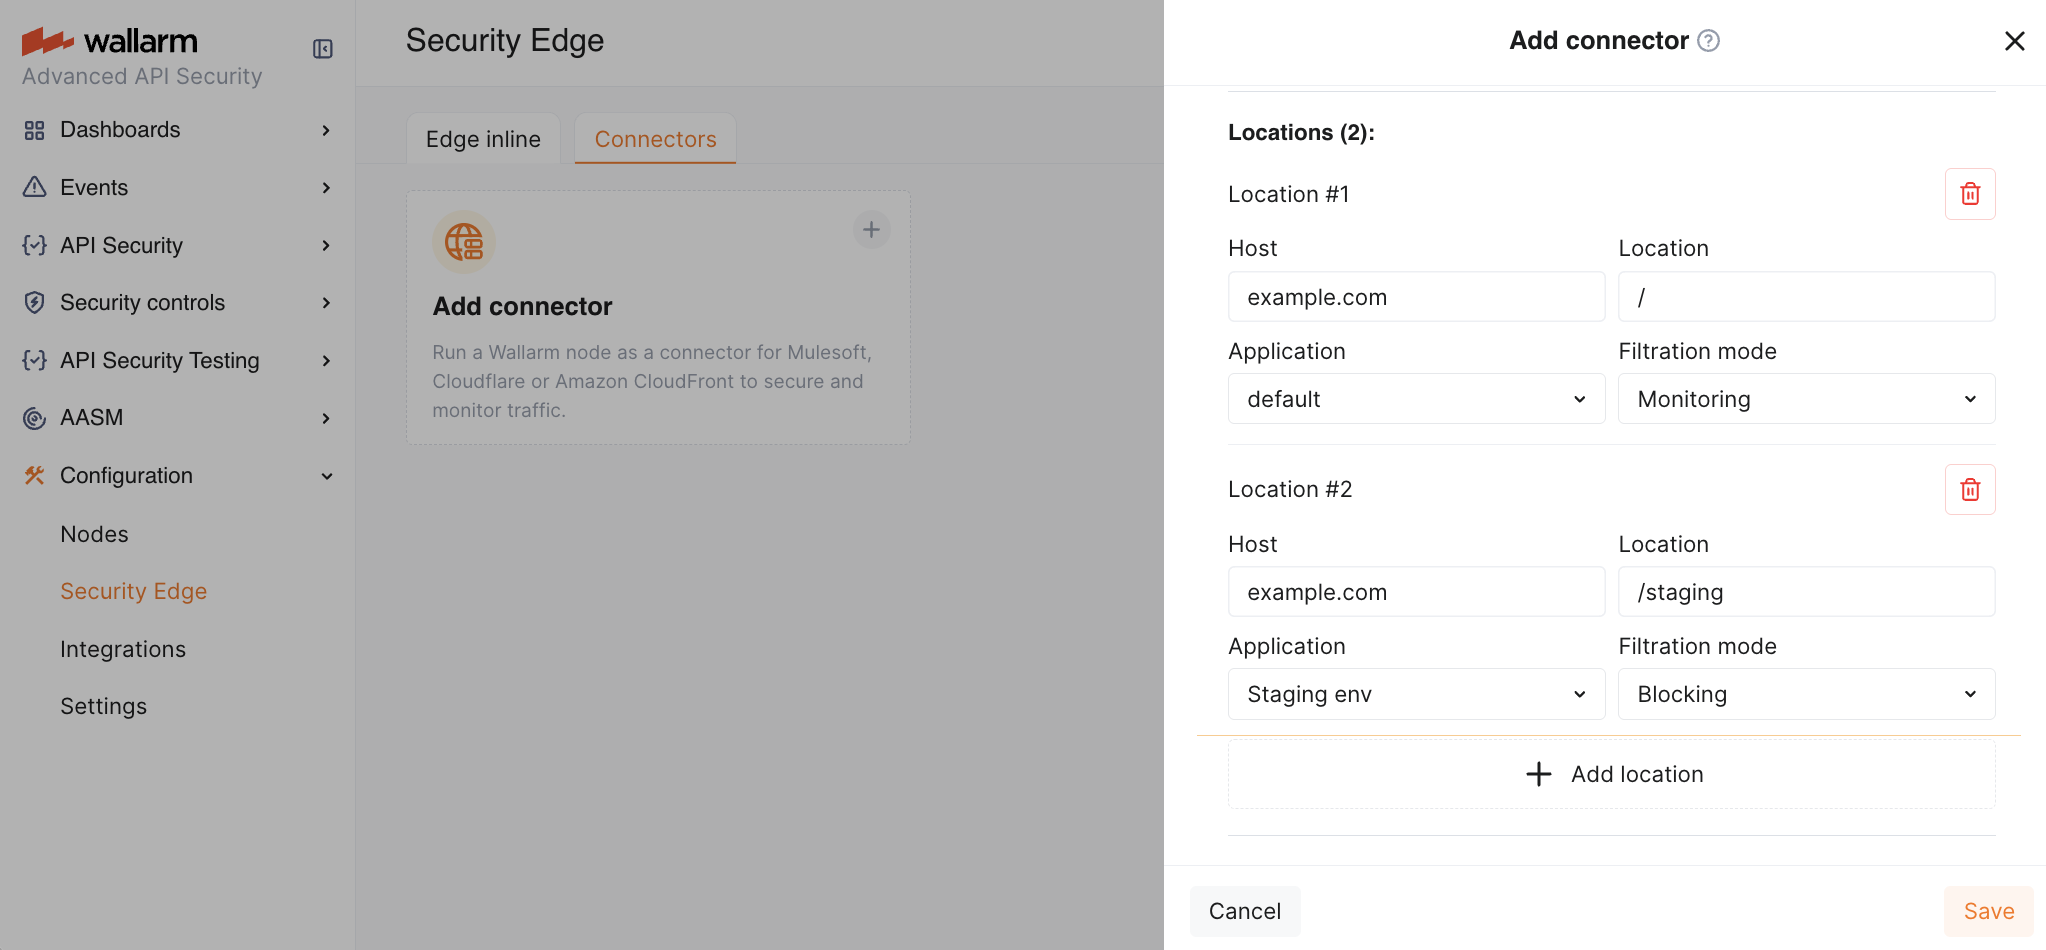 wallarm
Advanced API Security
Dashboards
Events
API Security
Security controls
API Security Testing
AASM
Configuration
Nodes
Security Edge
Integrations
Settings
Security Edge
Edge inline
Connectors
Add connector
Run a Wallarm node as a connector for Mulesoft,
Cloudflare or Amazon CloudFront to secure and
monitor traffic.
Add connector ?
Locations (2):
Location #1
Host Location
example.com /
Application Filtration mode
default Monitoring
Location #2
Host Location
example.com /staging
Application Filtration mode
Staging env Blocking
Add location
Cancel Save